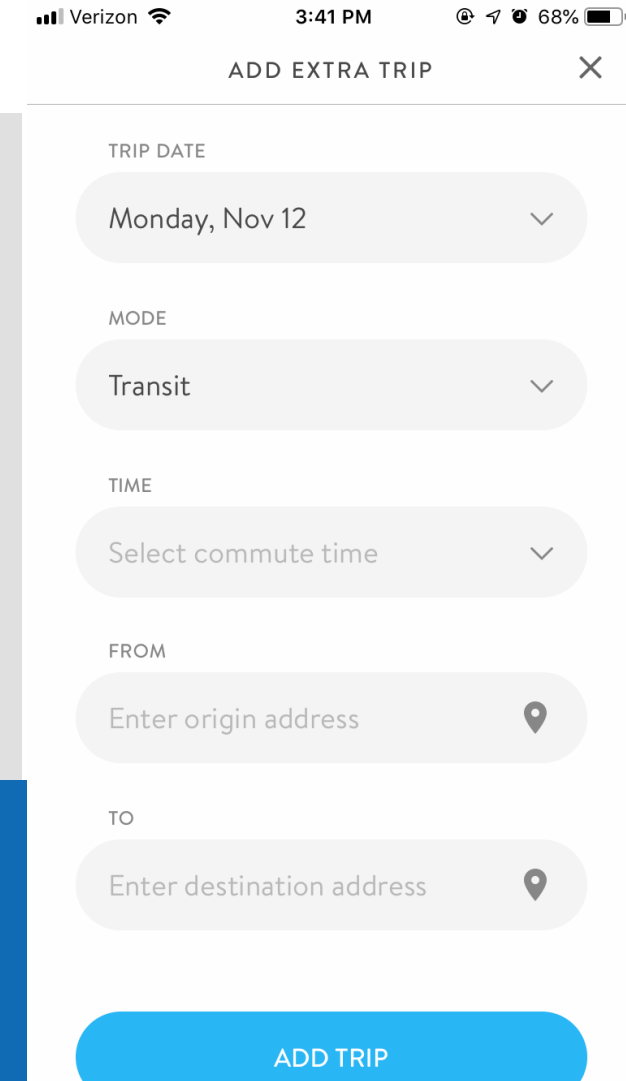 Verizon 3:41 PM 68%
ADD EXTRA TRIP
TRIP DATE
Monday, Nov 12
MODE
Transit
TIME
Select commute time
FROM
Enter origin address
TO
Enter destination address
ADD TRIP